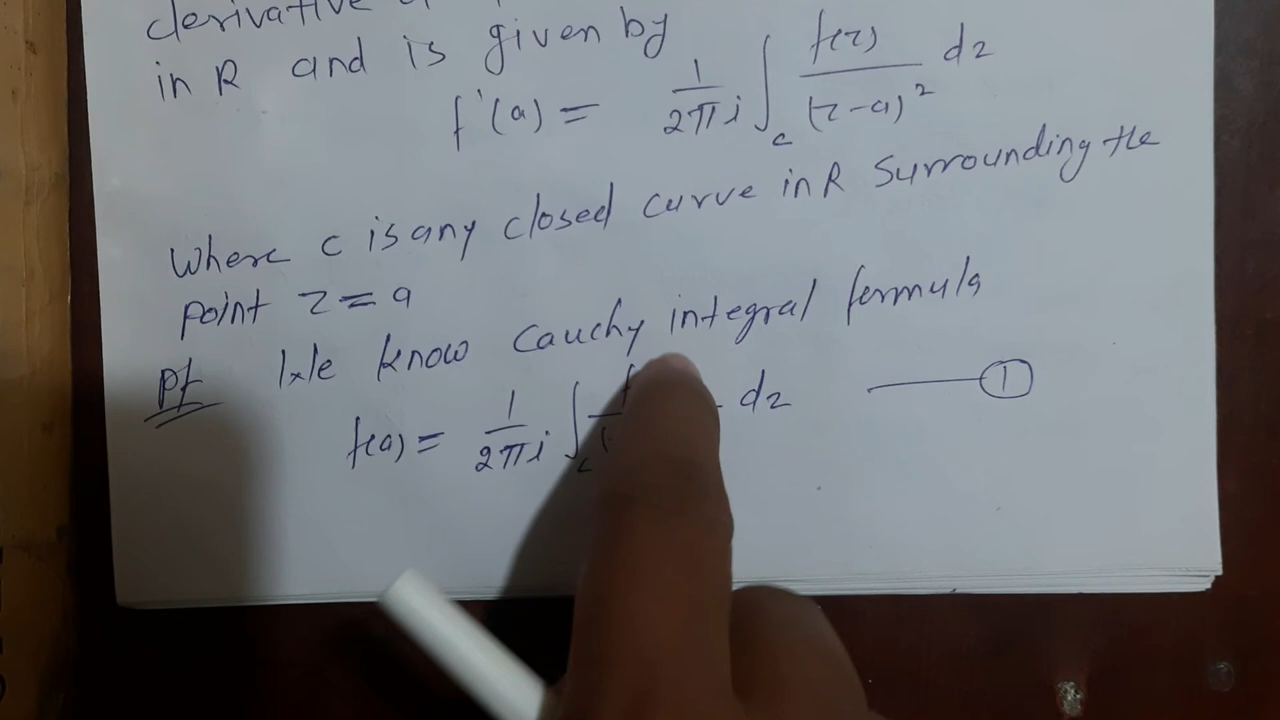 derivative
in R and is given by
f'(a) = 1/2πi ∫c f(z)/(z-a)² dz
Where c is any closed curve in R surrounding the
point z = a
Pf We know Cauchy integral formula
f(a) = 1/2πi ∫c f dz —— ①